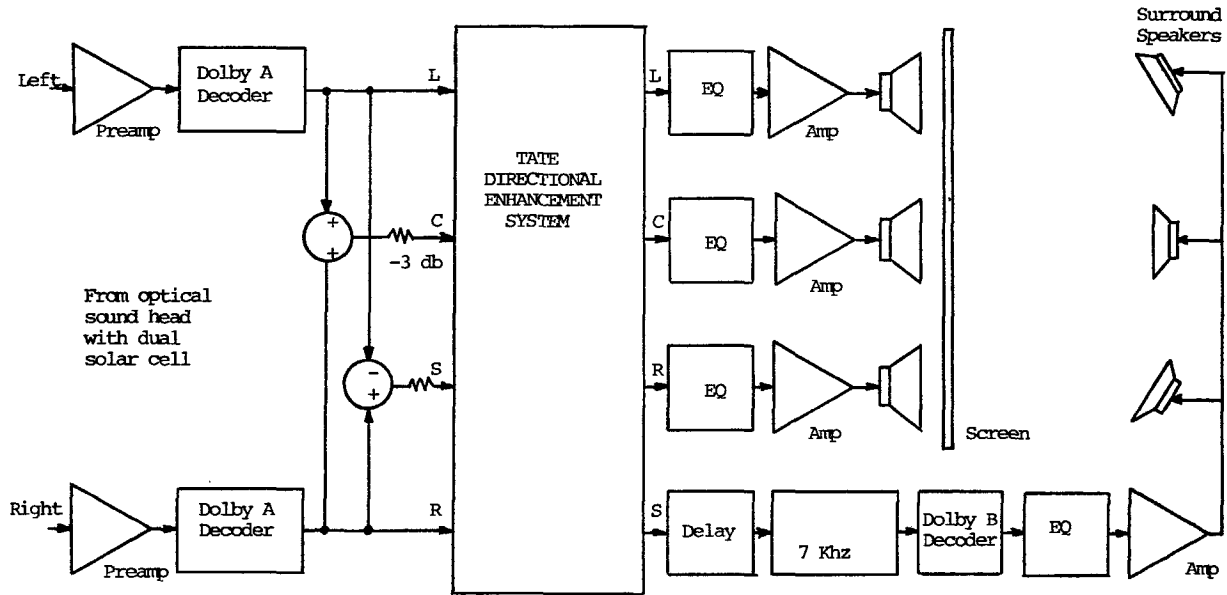 Surround
Speakers
Left
Preamp
Dolby A
Decoder
L
C
-3 db
S
R
From optical
sound head
with dual
solar cell
+
+
-
+
TATE
DIRECTIONAL
ENHANCEMENT
SYSTEM
L
EQ
Amp
C
EQ
Amp
R
EQ
Amp
Screen
Right
Preamp
Dolby A
Decoder
S
Delay
7 Khz
Dolby B
Decoder
EQ
Amp